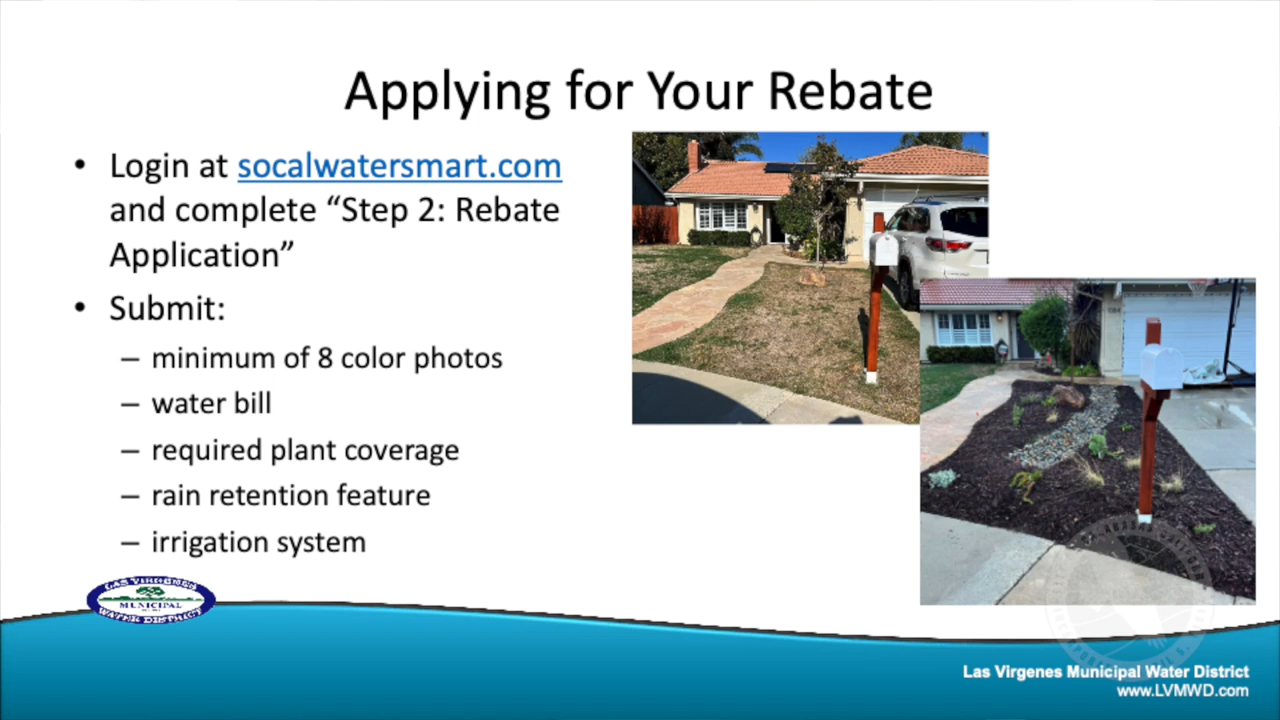 Applying for Your Rebate
• Login at socalwatersmart.com
and complete “Step 2: Rebate
Application”
• Submit:
– minimum of 8 color photos
– water bill
– required plant coverage
– rain retention feature
– irrigation system
LAS VIRGENES
MUNICIPAL
WATER DISTRICT
Las Virgenes Municipal Water District
www.LVMWD.com